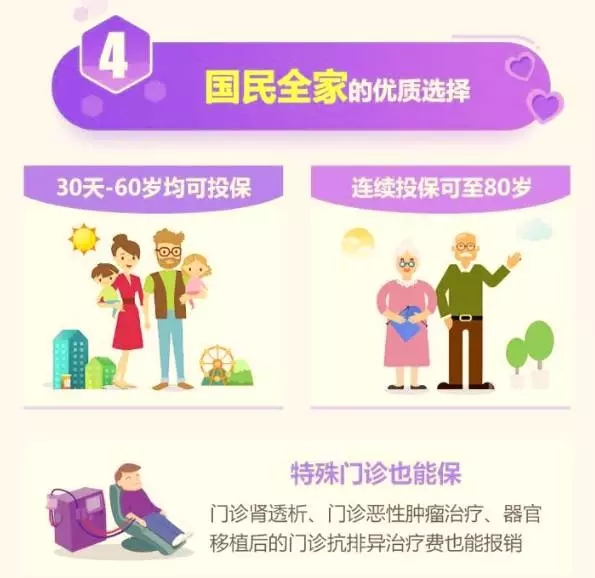 4
国民全家的优质选择
30天-60岁均可投保
连续投保可至80岁
特殊门诊也能保
门诊肾透析、门诊恶性肿瘤治疗、器官
移植后的门诊抗排异治疗费也能报销